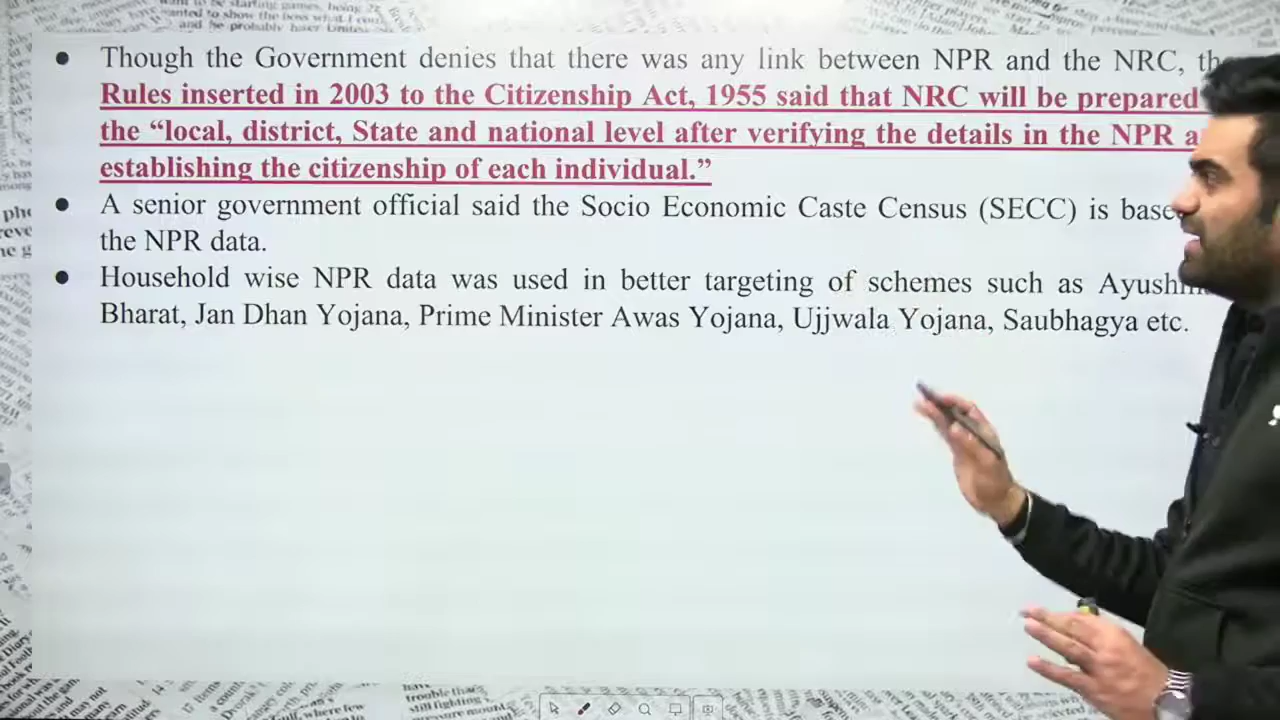 • Though the Government denies that there was any link between NPR and the NRC,
Rules inserted in 2003 to the Citizenship Act, 1955 said that NRC will be prepared
the “local, district, State and national level after verifying the details in the NPR
establishing the citizenship of each individual.”
• A senior government official said the Socio Economic Caste Census (SECC) is
the NPR data.
• Household wise NPR data was used in better targeting of schemes such as
Bharat, Jan Dhan Yojana, Prime Minister Awas Yojana, Ujjwala Yojana, Saubhagya etc.
trouble that
still fighting